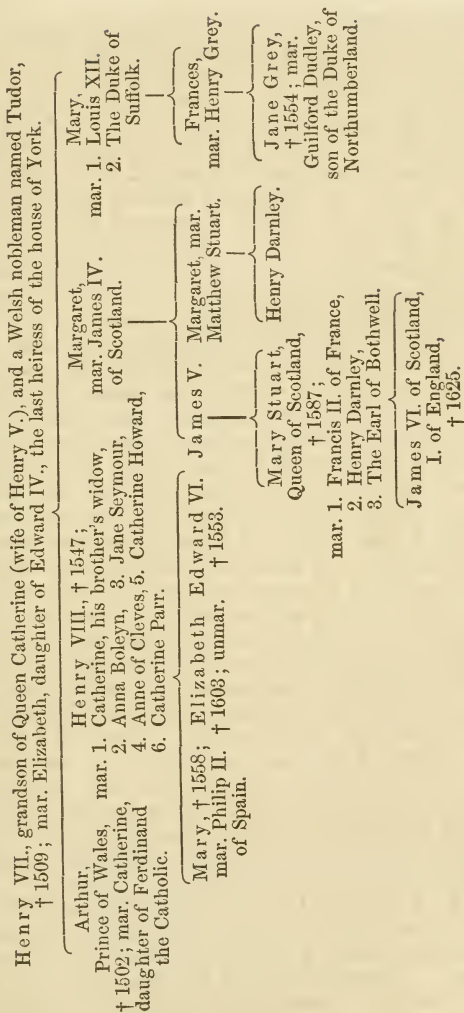 Henry VII., grandson of Queen Catherine (wife of Heury V.), and a Welsh nobleman named Tudor,
† 1509; mar. Elizabeth, daughter of Edward IV., the last heiress of the house of York.
Arthur,
Prince of Wales,
† 1502; mar. Catherine,
daughter of Ferdinand
the Catholic.
Henry VIII., † 1547;
mar. 1. Catherine, his brother's widow,
2. Anna Boleyn, 3. Jane Seymour,
4. Anne of Cleves, 5. Catherine Howard,
6. Catherine Parr.
Margaret,
mar. James IV.
of Scotland.
Mary,
mar. 1. Louis XII.
2. The Duke of
Suffolk.
Mary, † 1558;
mar. Philip II.
of Spain.
Elizabeth
† 1603; unmar.
Edward VI.
† 1553.
James V.
Margaret, mar.
Matthew Stuart.
Frances,
mar. Henry Grey.
Mary Stuart,
Queen of Scotland,
† 1587;
mar. 1. Francis II. of France,
2. Henry Darnley,
3. The Earl of Bothwell.
Henry Darnley.
Jane Grey,
† 1554; mar.
Guilford Dudley,
son of the Duke of
Northumberland.
James VI. of Scotland,
I. of England,
† 1625.